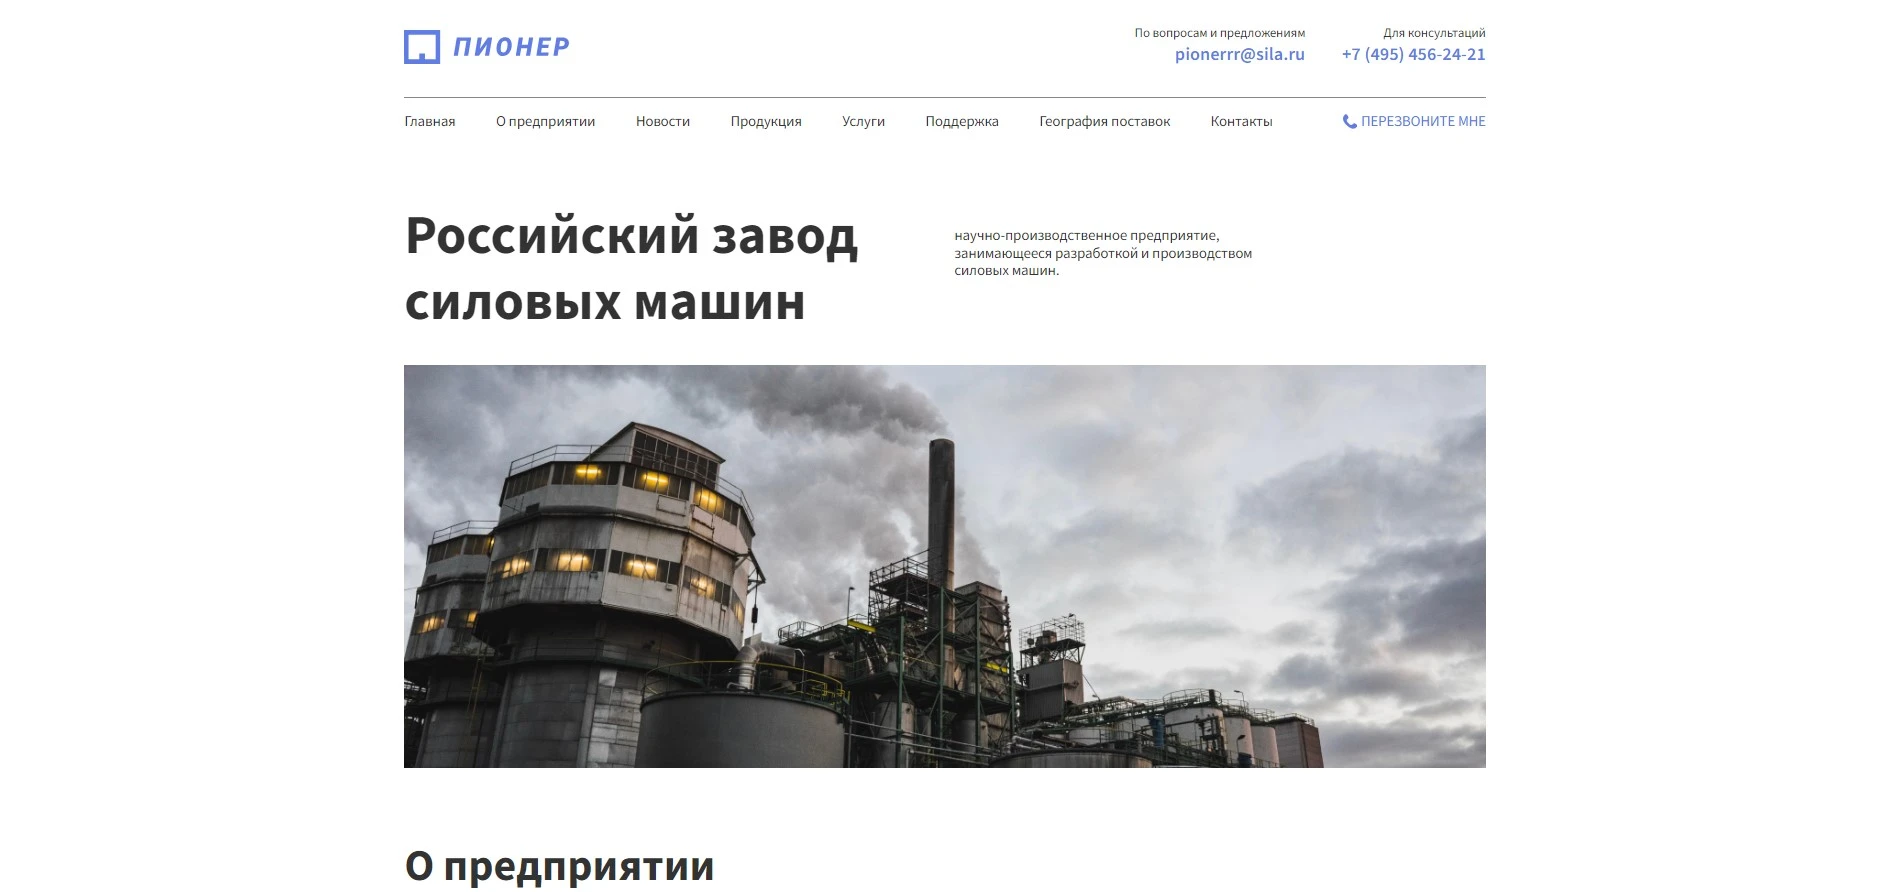 ПИОНЕР
По вопросам и предложениям
pionerrr@sila.ru
Для консультаций
+7 (495) 456-24-21
Главная О предприятии Новости Продукция Услуги Поддержка География поставок Контакты ПЕРЕЗВОНИТЕ МНЕ
Российский завод
силовых машин
научно-производственное предприятие,
занимающееся разработкой и производством
силовых машин.
О предприятии